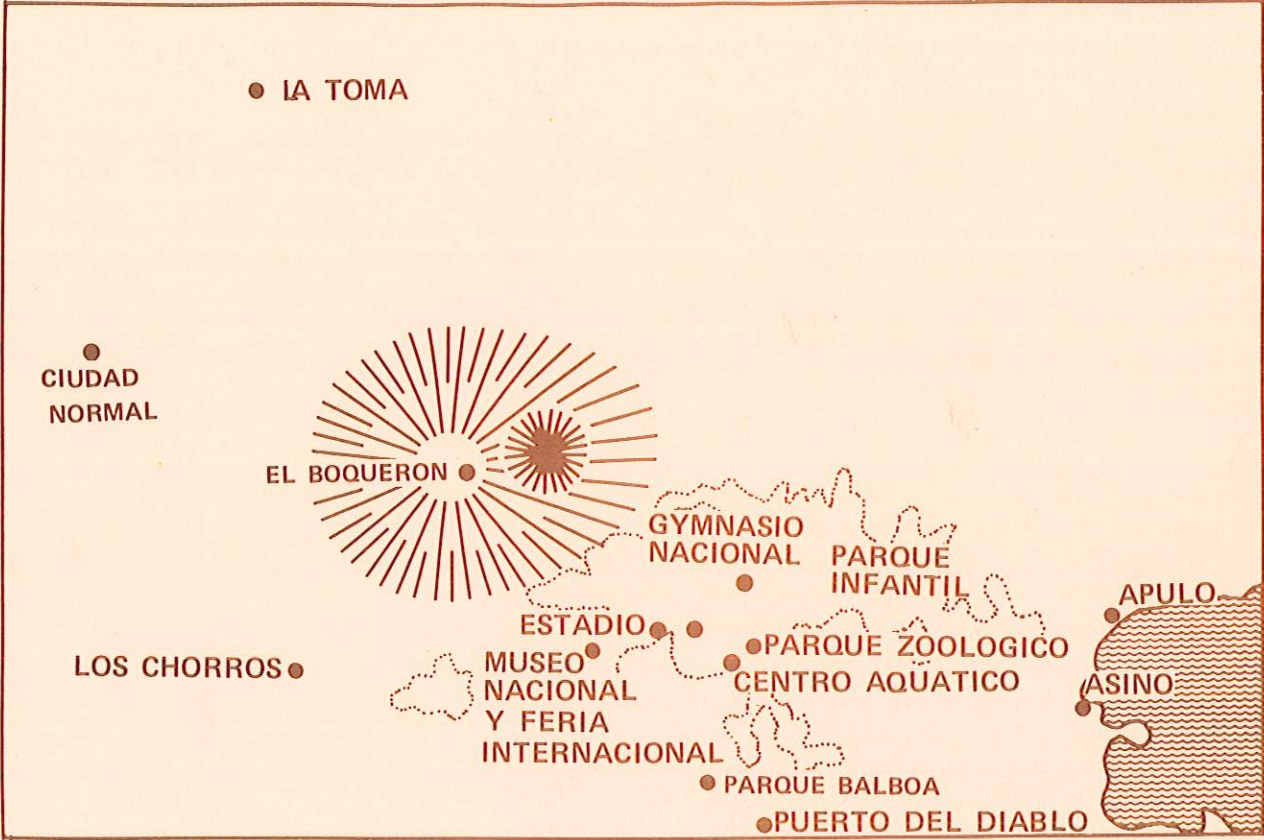 LA TOMA
CIUDAD
NORMAL
EL BOQUERON
GYMNASIO
NACIONAL
PARQUE
INFANTIL
APULO
ESTADIO
PARQUE ZOOLOGICO
LOS CHORROS
MUSEO
NACIONAL
Y FERIA
INTERNACIONAL
CENTRO AQUATICO
ASINO
PARQUE BALBOA
PUERTO DEL DIABLO